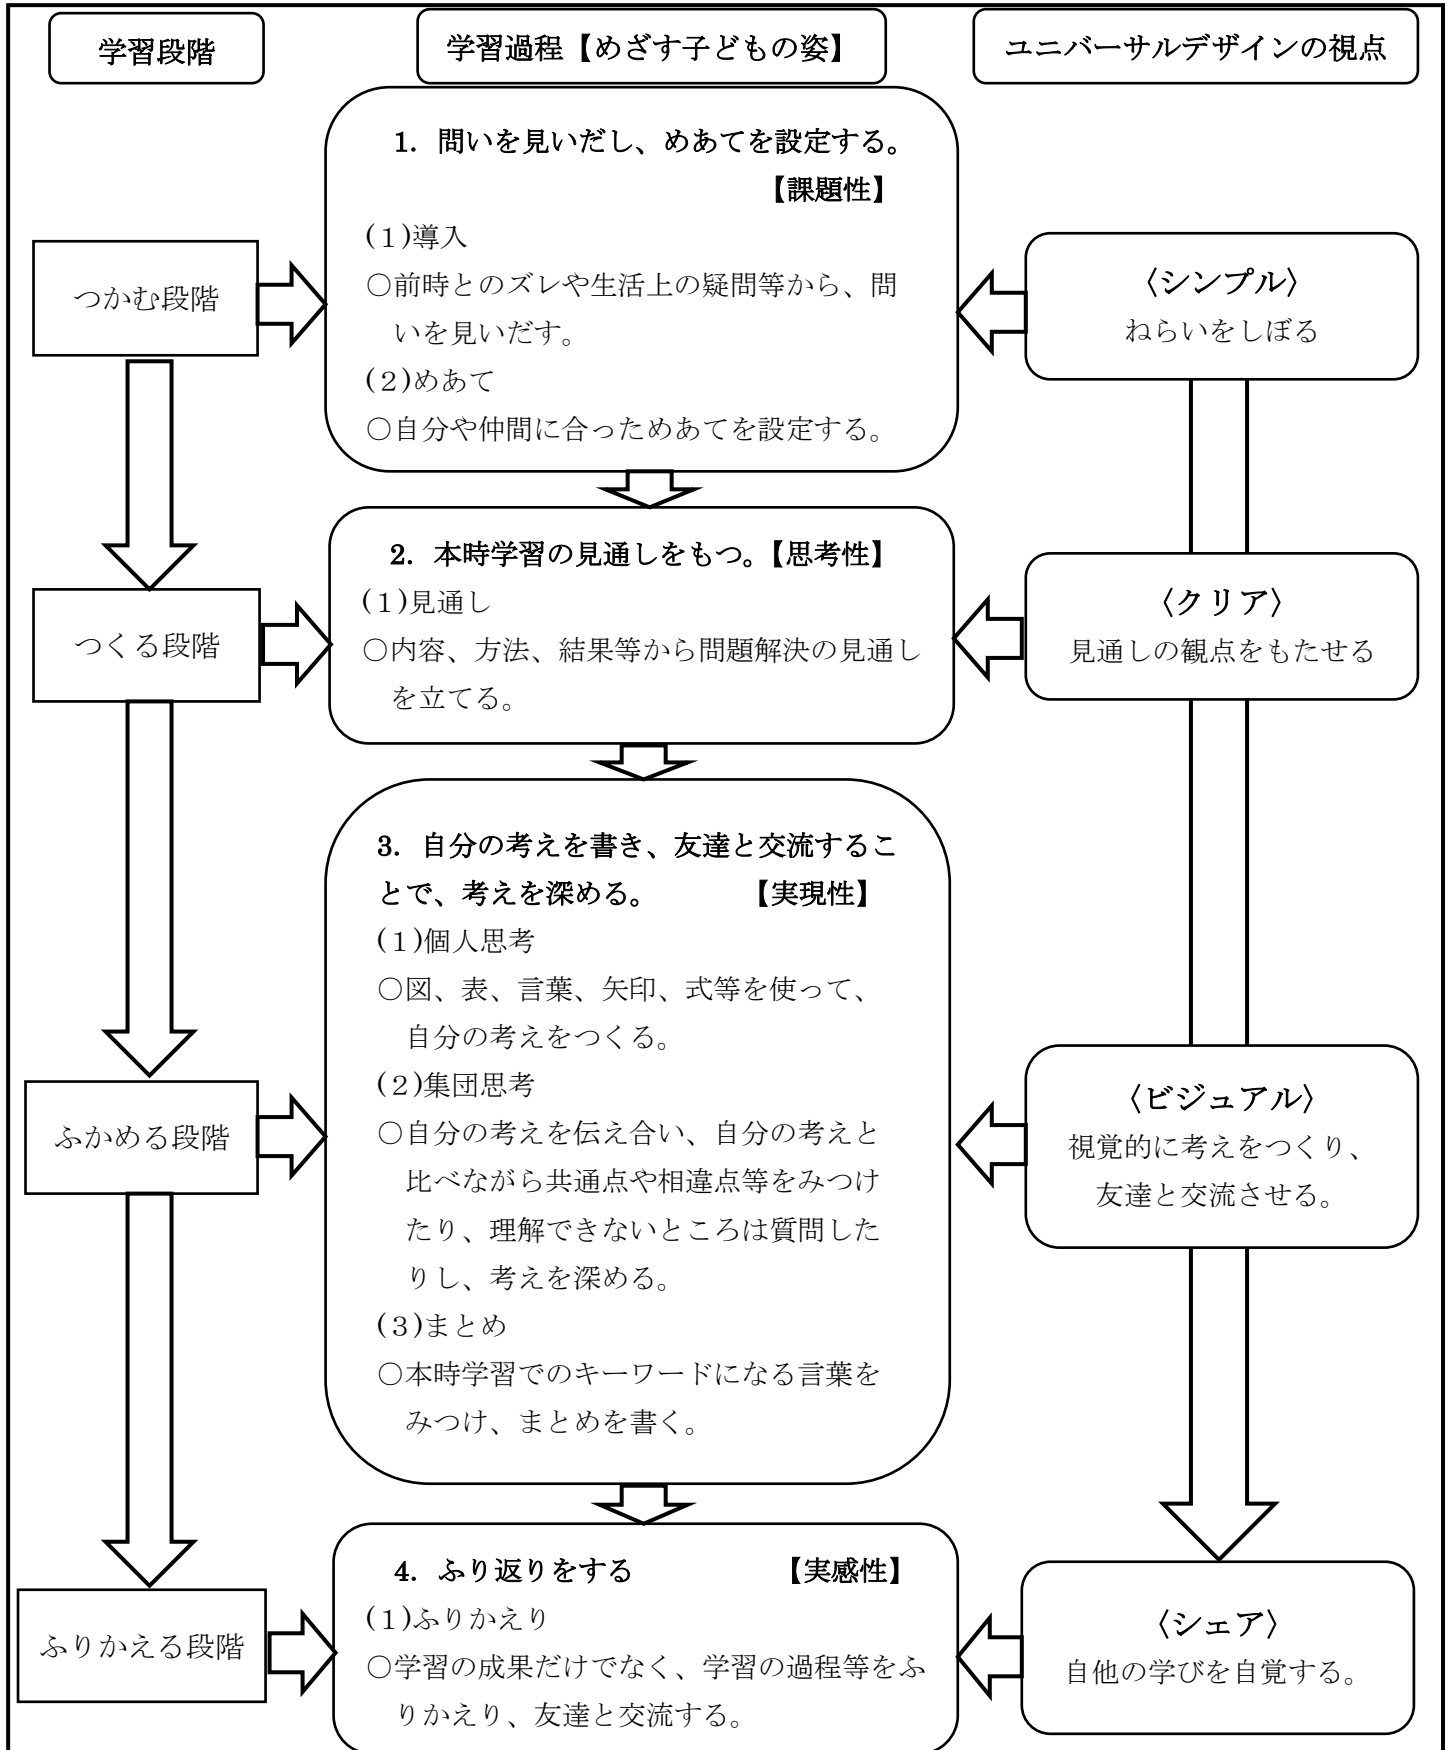 学習段階
学習過程【めざす子どもの姿】
ユニバーサルデザインの視点
1．問いを見いだし、めあてを設定する。
【課題性】
(１)導入
○前時とのズレや生活上の疑問等から、問
いを見いだす。
(２)めあて
○自分や仲間に合っためあてを設定する。
つかむ段階
〈シンプル〉
ねらいをしぼる
2．本時学習の見通しをもつ。【思考性】
(１)見通し
○内容、方法、結果等から問題解決の見通し
を立てる。
つくる段階
〈クリア〉
見通しの観点をもたせる
3．自分の考えを書き、友達と交流するこ
とで、考えを深める。　【実現性】
(１)個人思考
○図、表、言葉、矢印、式等を使って、
自分の考えをつくる。
(２)集団思考
○自分の考えを伝え合い、自分の考えと
比べながら共通点や相違点等をみつけ
たり、理解できないところは質問した
りし、考えを深める。
(３)まとめ
○本時学習でのキーワードになる言葉を
みつけ、まとめを書く。
ふかめる段階
〈ビジュアル〉
視覚的に考えをつくり、
友達と交流させる。
4．ふり返りをする　【実感性】
(１)ふりかえり
○学習の成果だけでなく、学習の過程等をふ
りかえり、友達と交流する。
ふりかえる段階
〈シェア〉
自他の学びを自覚する。